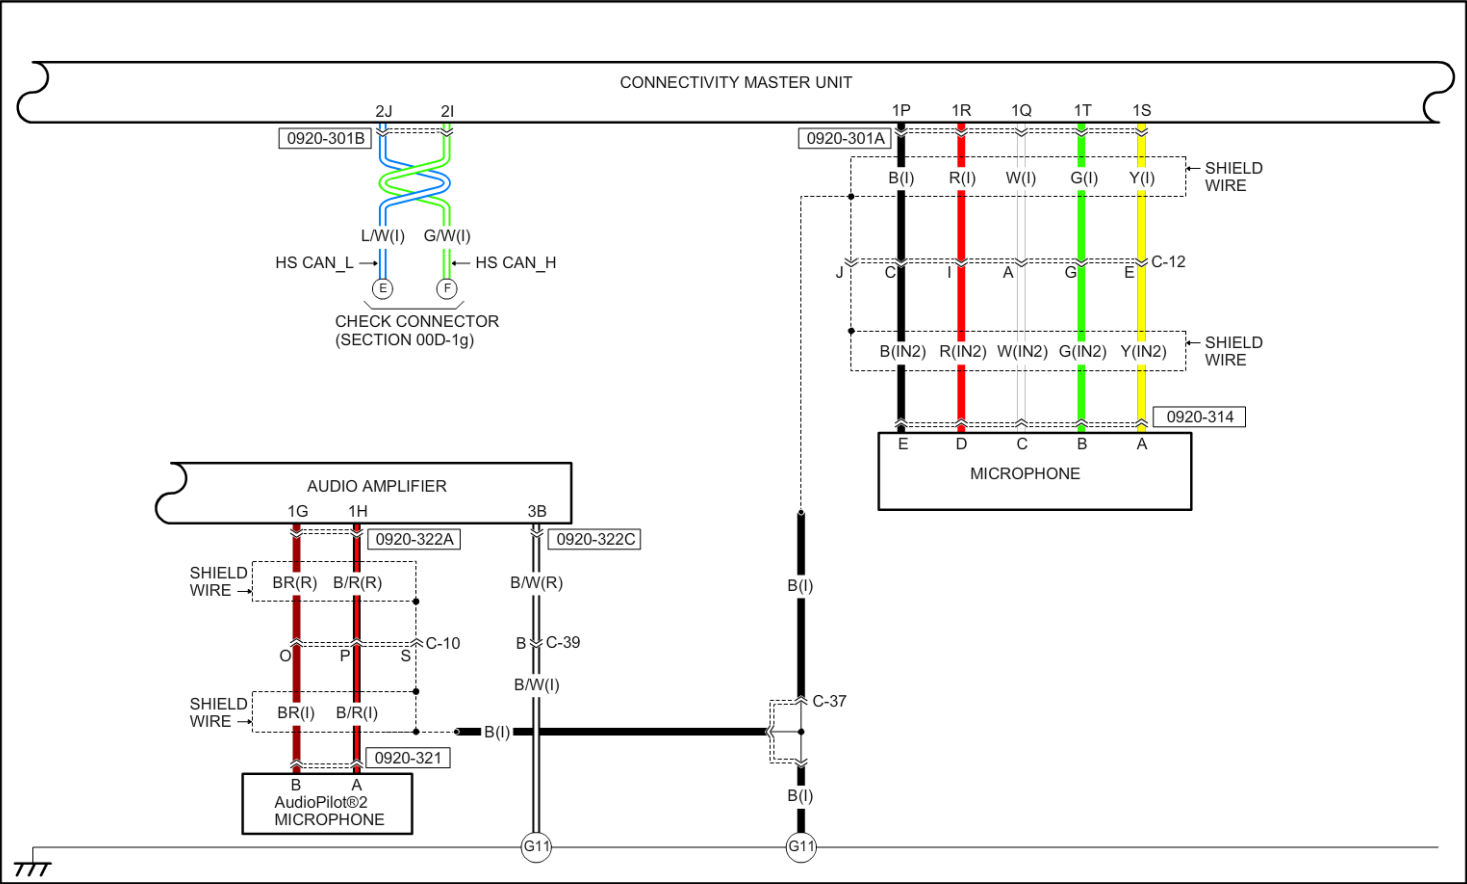 CONNECTIVITY MASTER UNIT
2J 2I 1P 1R 1Q 1T 1S
0920-301B 0920-301A
B(I) R(I) W(I) G(I) Y(I)
SHIELD
WIRE
L/W(I) G/W(I)
HS CAN_L HS CAN_H
E F
CHECK CONNECTOR
(SECTION 00D-1g)
J C I A G E C-12
B(IN2) R(IN2) W(IN2) G(IN2) Y(IN2)
SHIELD
WIRE
0920-314
E D C B A
MICROPHONE
AUDIO AMPLIFIER
1G 1H 3B
0920-322A 0920-322C
SHIELD
WIRE
BR(R) B/R(R) B/W(R) B(I)
O P S C-10 B C-39
B/W(I)
SHIELD
WIRE
BR(I) B/R(I) B(I) C-37
0920-321
B A
AudioPilot®2
MICROPHONE
B(I)
G11 G11